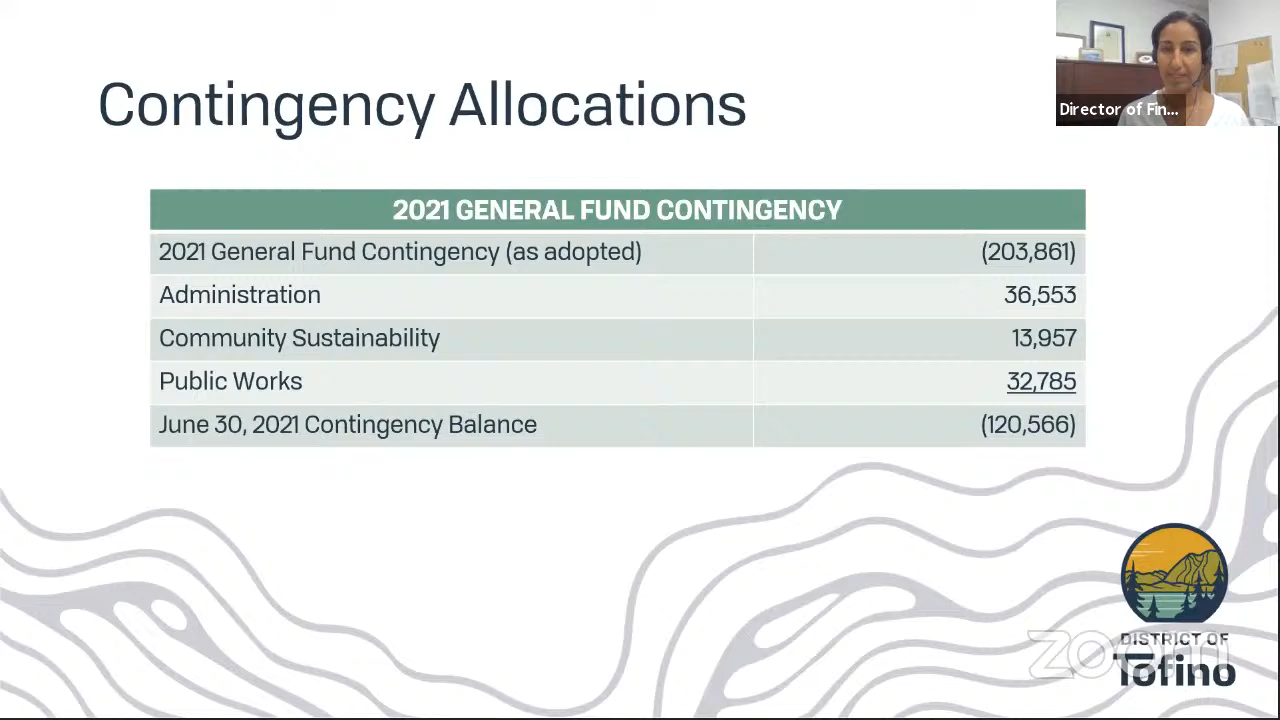 Director of Fin...
Contingency Allocations
2021 GENERAL FUND CONTINGENCY
2021 General Fund Contingency (as adopted) (203,861)
Administration 36,553
Community Sustainability 13,957
Public Works 32,785
June 30, 2021 Contingency Balance (120,566)
DISTRICT OF
zoom
Tofino